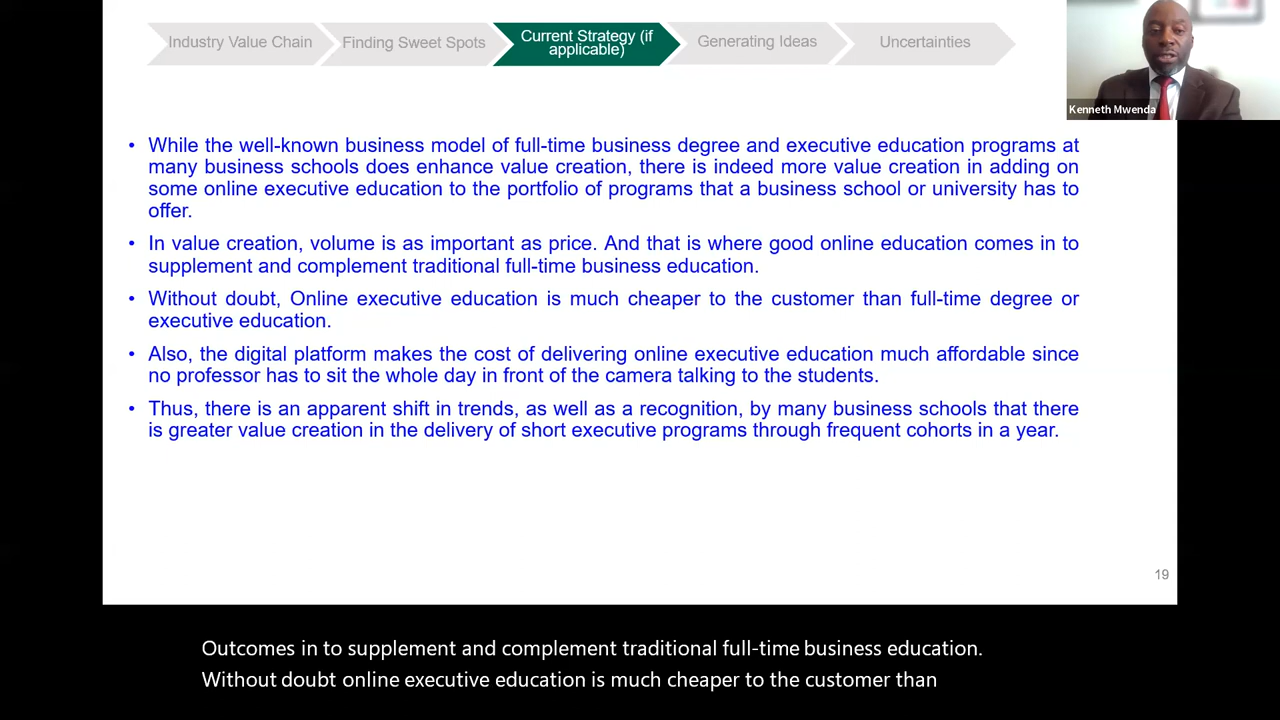 Industry Value Chain
Finding Sweet Spots
Current Strategy (if
applicable)
Generating Ideas
Uncertainties
Kenneth Mwenda
• While the well-known business model of full-time business degree and executive education programs at
many business schools does enhance value creation, there is indeed more value creation in adding on
some online executive education to the portfolio of programs that a business school or university has to
offer.
• In value creation, volume is as important as price. And that is where good online education comes in to
supplement and complement traditional full-time business education.
• Without doubt, Online executive education is much cheaper to the customer than full-time degree or
executive education.
• Also, the digital platform makes the cost of delivering online executive education much affordable since
no professor has to sit the whole day in front of the camera talking to the students.
• Thus, there is an apparent shift in trends, as well as a recognition, by many business schools that there
is greater value creation in the delivery of short executive programs through frequent cohorts in a year.
19
Outcomes in to supplement and complement traditional full-time business education.
Without doubt online executive education is much cheaper to the customer than